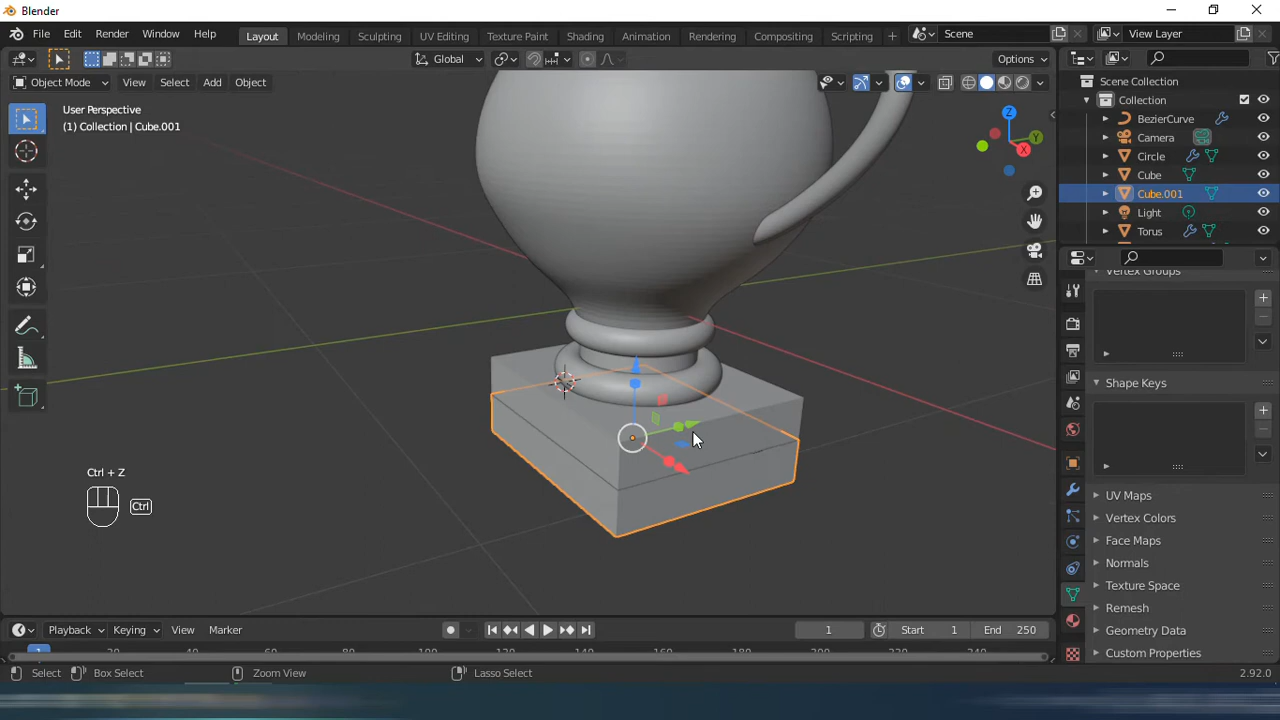 Blender
File Edit Render Window Help
Layout Modeling Sculpting UV Editing Texture Paint Shading Animation Rendering Compositing Scripting
Scene
View Layer
Global
Options
Object Mode View Select Add Object
User Perspective
(1) Collection | Cube.001
Z
Y
X
Scene Collection
Collection
BezierCurve
Camera
Circle
Cube
Cube.001
Light
Torus
Vertex Groups
Shape Keys
UV Maps
Vertex Colors
Face Maps
Normals
Texture Space
Remesh
Geometry Data
Custom Properties
Ctrl + Z
Ctrl
Playback Keying View Marker
1
Start 1
End 250
1
Select
Box Select
Zoom View
Lasso Select
2.92.0